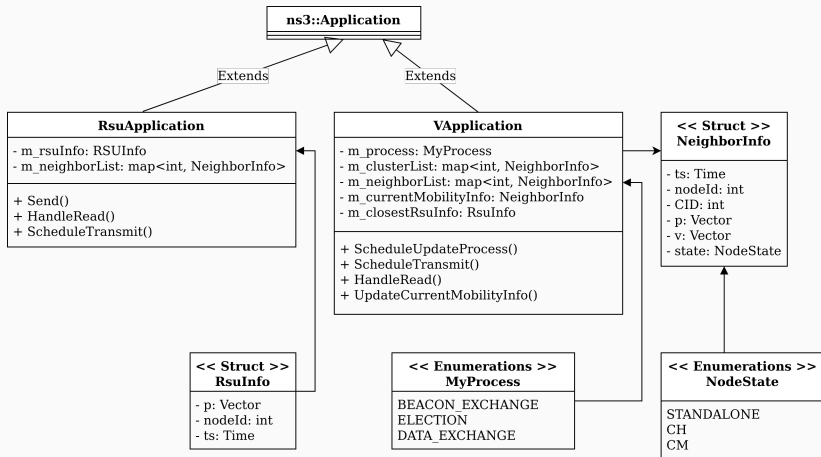 ns3::Application
Extends
Extends
RsuApplication
- m_rsuInfo: RSUInfo
- m_neighborList: map<int, NeighborInfo>
+ Send()
+ HandleRead()
+ ScheduleTransmit()
VApplication
- m_process: MyProcess
- m_clusterList: map<int, NeighborInfo>
- m_neighborList: map<int, NeighborInfo>
- m_currentMobilityInfo: NeighborInfo
- m_closestRsuInfo: RsuInfo
+ ScheduleUpdateProcess()
+ ScheduleTransmit()
+ HandleRead()
+ UpdateCurrentMobilityInfo()
<< Struct >>
NeighborInfo
- ts: Time
- nodeId: int
- CID: int
- p: Vector
- v: Vector
- state: NodeState
<< Struct >>
RsuInfo
- p: Vector
- nodeId: int
- ts: Time
<< Enumerations >>
MyProcess
BEACON_EXCHANGE
ELECTION
DATA_EXCHANGE
<< Enumerations >>
NodeState
STANDALONE
CH
CM